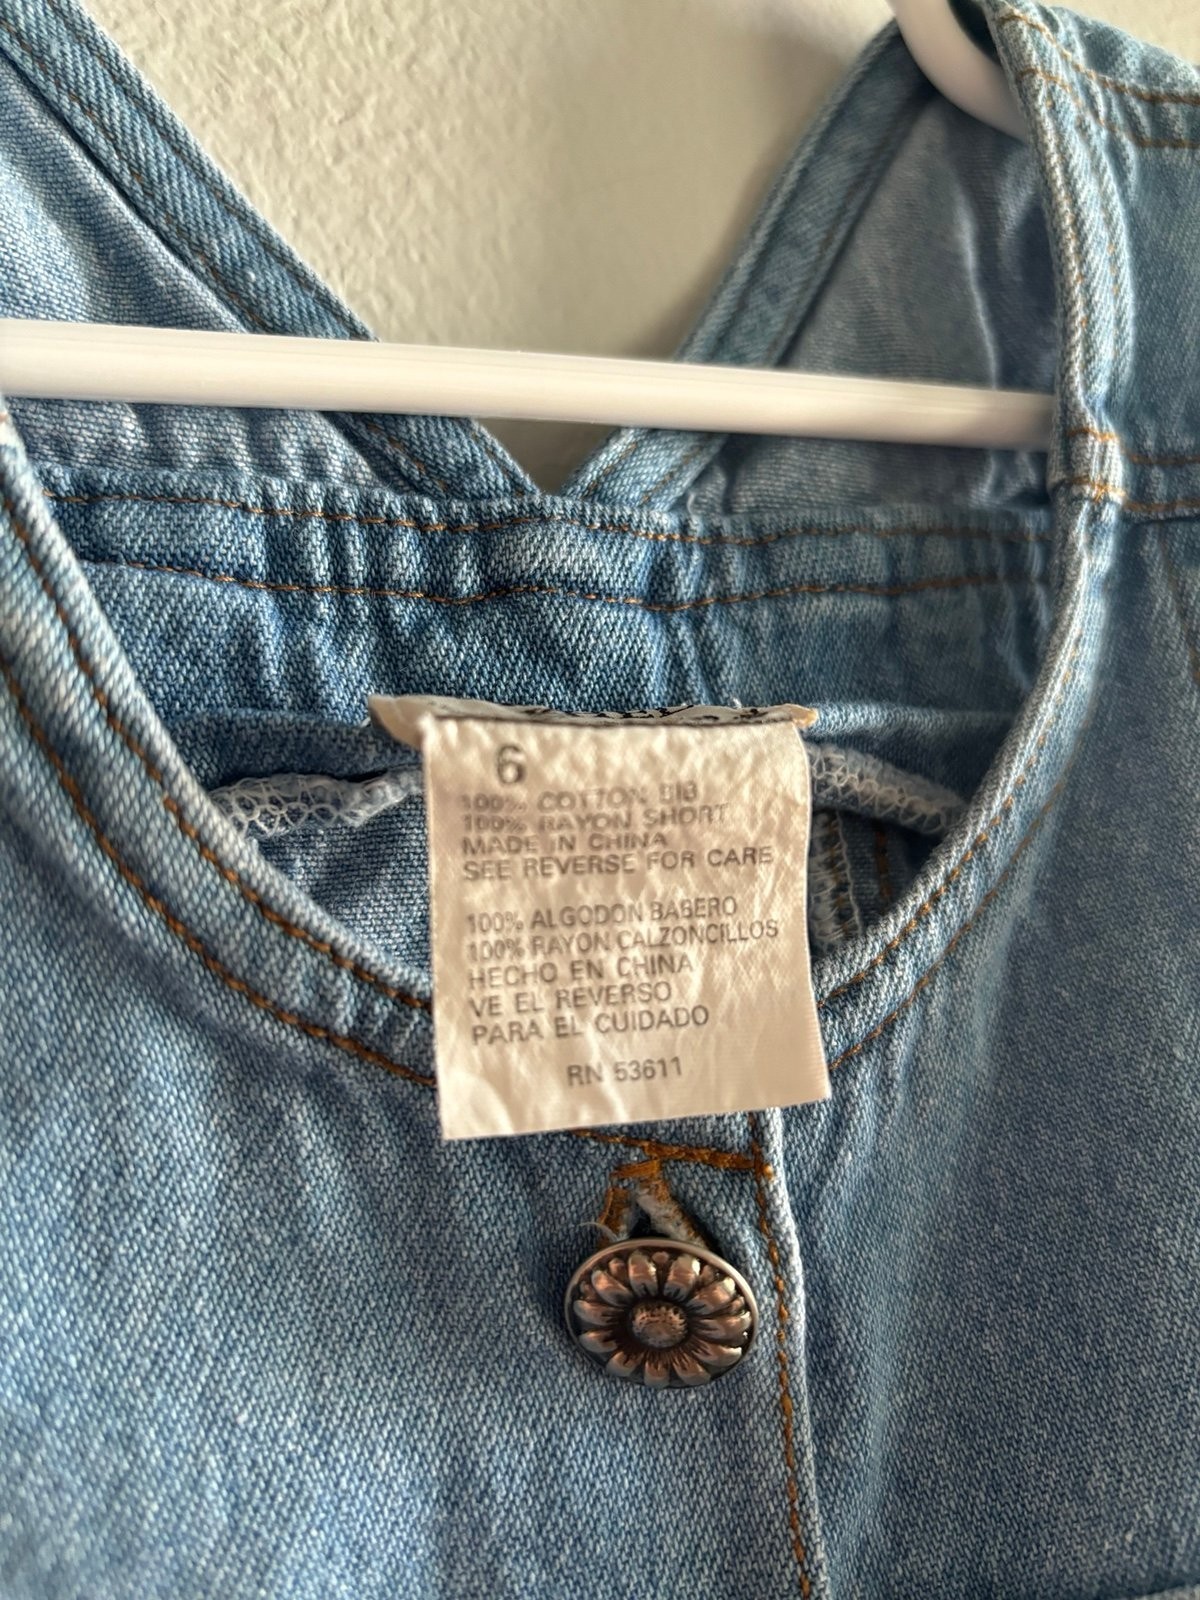 6
100% COTTON BIB
100% RAYON SHORT
MADE IN CHINA
SEE REVERSE FOR CARE
100% ALGODON BABERO
100% RAYON CALZONCILLOS
HECHO EN CHINA
VE EL REVERSO
PARA EL CUIDADO
RN 53611